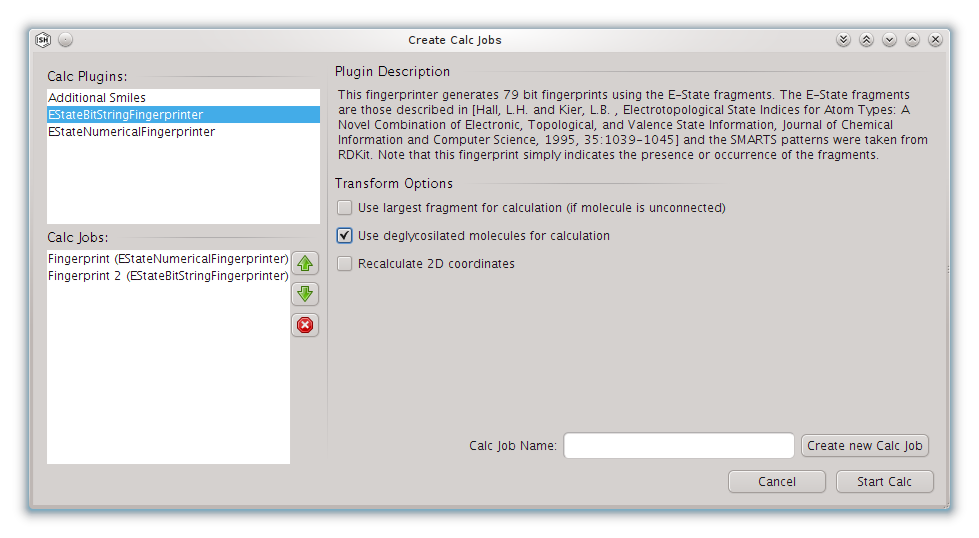 SH
Create Calc Jobs
Calc Plugins:
Additional Smiles
EStateBitStringFingerprinter
EStateNumericalFingerprinter
Calc Jobs:
Fingerprint (EStateNumericalFingerprinter)
Fingerprint 2 (EStateBitStringFingerprinter)
Plugin Description
This fingerprinter generates 79 bit fingerprints using the E-State fragments. The E-State fragments
are those described in [Hall, L.H. and Kier, L.B. , Electrotopological State Indices for Atom Types: A
Novel Combination of Electronic, Topological, and Valence State Information, Journal of Chemical
Information and Computer Science, 1995, 35:1039-1045] and the SMARTS patterns were taken from
RDKit. Note that this fingerprint simply indicates the presence or occurrence of the fragments.
Transform Options
Use largest fragment for calculation (if molecule is unconnected)
Use deglycosilated molecules for calculation
Recalculate 2D coordinates
Calc Job Name:
Create new Calc Job
Cancel
Start Calc